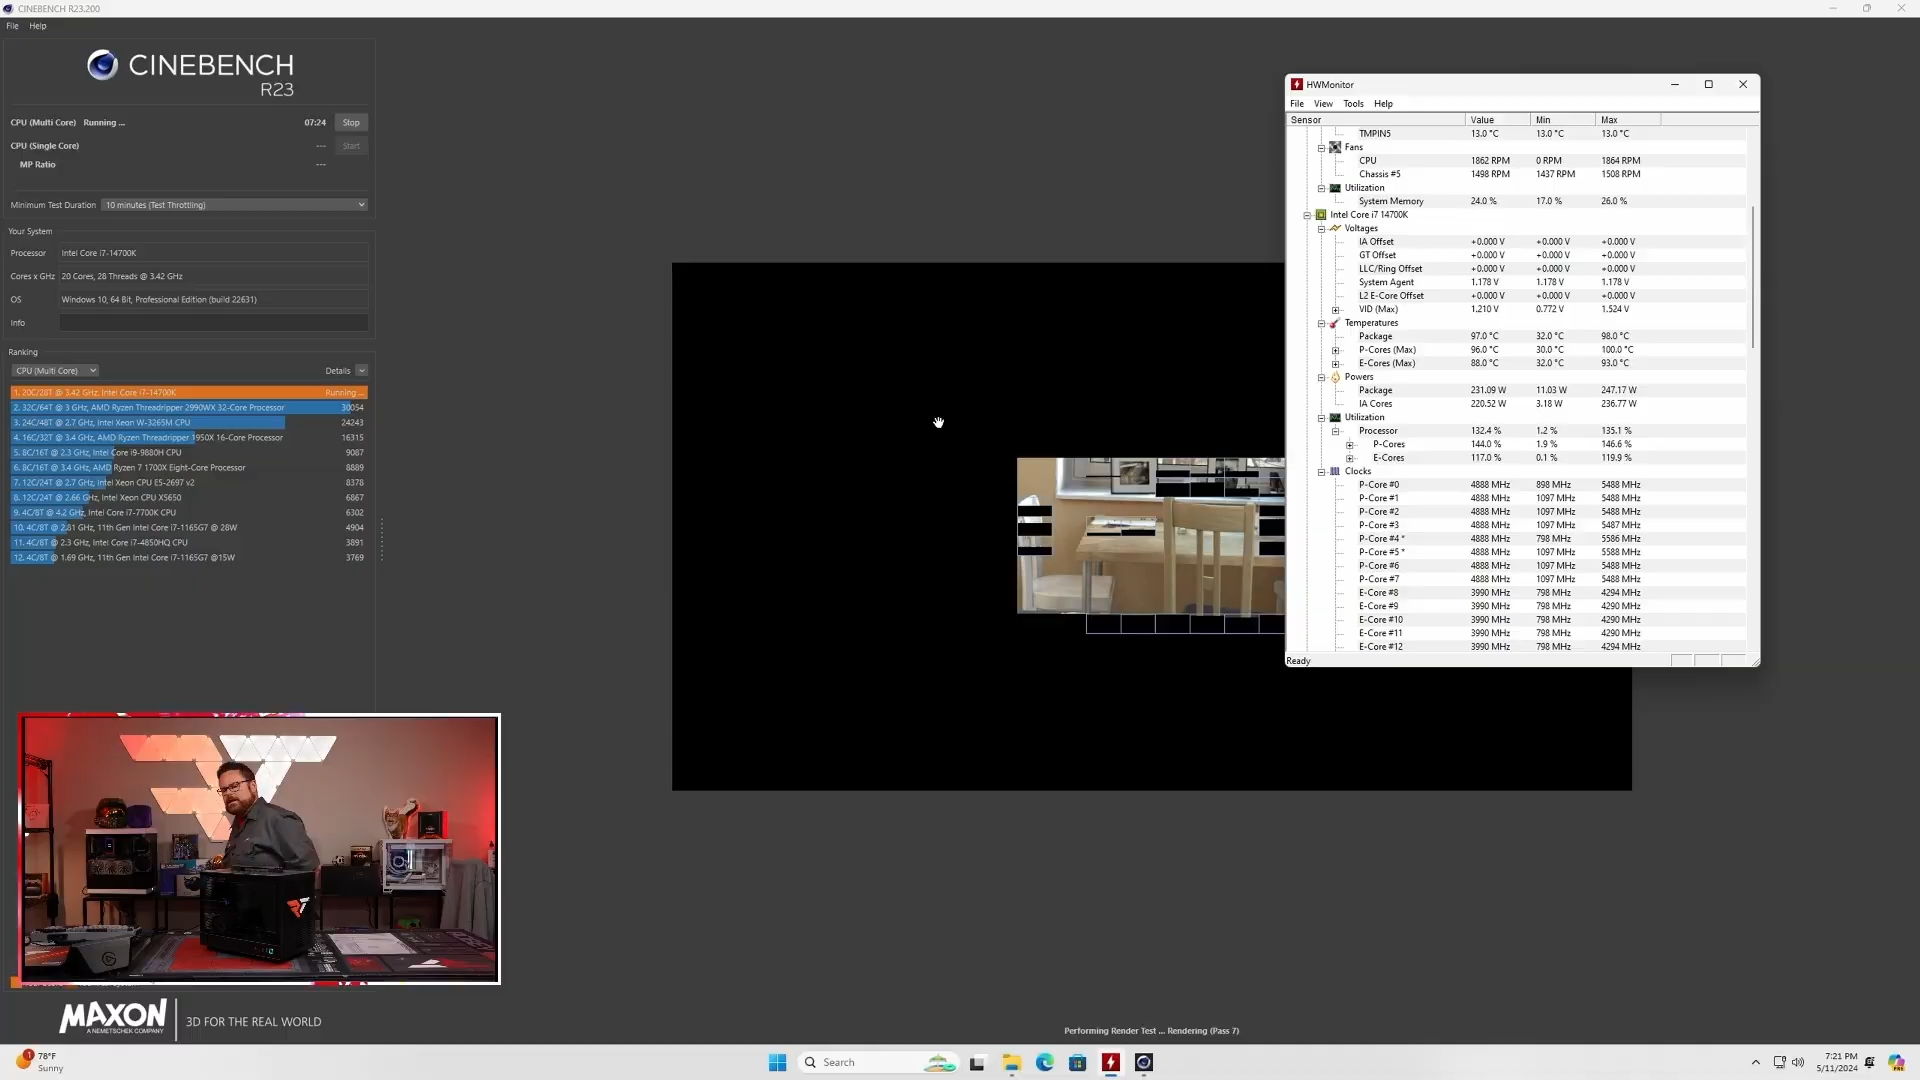 CINEBENCH R23.200
File Help
CINEBENCH
R23
CPU (Multi Core) Running ... 07:24 Stop
CPU (Single Core) --- Start
MP Ratio ---
Minimum Test Duration 10 minutes (Test Throttling)
Your System
Processor Intel Core i7-14700K
Cores x GHz 20 Cores, 28 Threads @ 3.42 GHz
OS Windows 10, 64 Bit, Professional Edition (build 22631)
Info
Ranking
CPU (Multi Core) Details
1. 20C/28T @ 3.42 GHz, Intel Core i7-14700K Running ...
2. 32C/64T @ 3 GHz, AMD Ryzen Threadripper 2990WX 32-Core Processor 30054
3. 24C/48T @ 2.7 GHz, Intel Xeon W-3265M CPU 24243
4. 16C/32T @ 3.4 GHz, AMD Ryzen Threadripper 1950X 16-Core Processor 16315
5. 8C/16T @ 2.3 GHz, Intel Core i9-9880H CPU 9087
6. 8C/16T @ 3.4 GHz, AMD Ryzen 7 1700X Eight-Core Processor 8889
7. 12C/24T @ 2.7 GHz, Intel Xeon CPU E5-2697 v2 8378
8. 12C/24T @ 2.66 GHz, Intel Xeon CPU X5650 6867
9. 4C/8T @ 4.2 GHz, Intel Core i7-7700K CPU 6302
10. 4C/8T @ 2.81 GHz, 11th Gen Intel Core i7-1165G7 @ 28W 4904
11. 4C/8T @ 2.3 GHz, Intel Core i7-4850HQ CPU 3891
12. 4C/8T @ 1.69 GHz, 11th Gen Intel Core i7-1165G7 @15W 3769
MAXON
A NEMETSCHEK COMPANY
3D FOR THE REAL WORLD
Performing Render Test ... Rendering (Pass 7)
HWMonitor
File View Tools Help
Sensor Value Min Max
TMPIN5 13.0 °C 13.0 °C 13.0 °C
Fans
CPU 1862 RPM 0 RPM 1864 RPM
Chassis #5 1498 RPM 1437 RPM 1508 RPM
Utilization
System Memory 24.0 % 17.0 % 26.0 %
Intel Core i7 14700K
Voltages
IA Offset +0.000 V +0.000 V +0.000 V
GT Offset +0.000 V +0.000 V +0.000 V
LLC/Ring Offset +0.000 V +0.000 V +0.000 V
System Agent 1.178 V 1.178 V 1.178 V
L2 E-Core Offset +0.000 V +0.000 V +0.000 V
VID (Max) 1.210 V 0.772 V 1.524 V
Temperatures
Package 97.0 °C 32.0 °C 98.0 °C
P-Cores (Max) 96.0 °C 30.0 °C 100.0 °C
E-Cores (Max) 88.0 °C 32.0 °C 93.0 °C
Powers
Package 231.09 W 11.03 W 247.17 W
IA Cores 220.52 W 3.18 W 236.77 W
Utilization
Processor 132.4 % 1.2 % 135.1 %
P-Cores 144.0 % 1.9 % 146.6 %
E-Cores 117.0 % 0.1 % 119.9 %
Clocks
P-Core #0 4888 MHz 898 MHz 5488 MHz
P-Core #1 4888 MHz 1097 MHz 5488 MHz
P-Core #2 4888 MHz 1097 MHz 5488 MHz
P-Core #3 4888 MHz 1097 MHz 5487 MHz
P-Core #4 * 4888 MHz 798 MHz 5586 MHz
P-Core #5 * 4888 MHz 1097 MHz 5588 MHz
P-Core #6 4888 MHz 1097 MHz 5488 MHz
P-Core #7 4888 MHz 1097 MHz 5488 MHz
E-Core #8 3990 MHz 798 MHz 4294 MHz
E-Core #9 3990 MHz 798 MHz 4290 MHz
E-Core #10 3990 MHz 798 MHz 4290 MHz
E-Core #11 3990 MHz 798 MHz 4290 MHz
E-Core #12 3990 MHz 798 MHz 4294 MHz
Ready
1
78°F
Sunny
Search
7:21 PM
5/11/2024
PRE